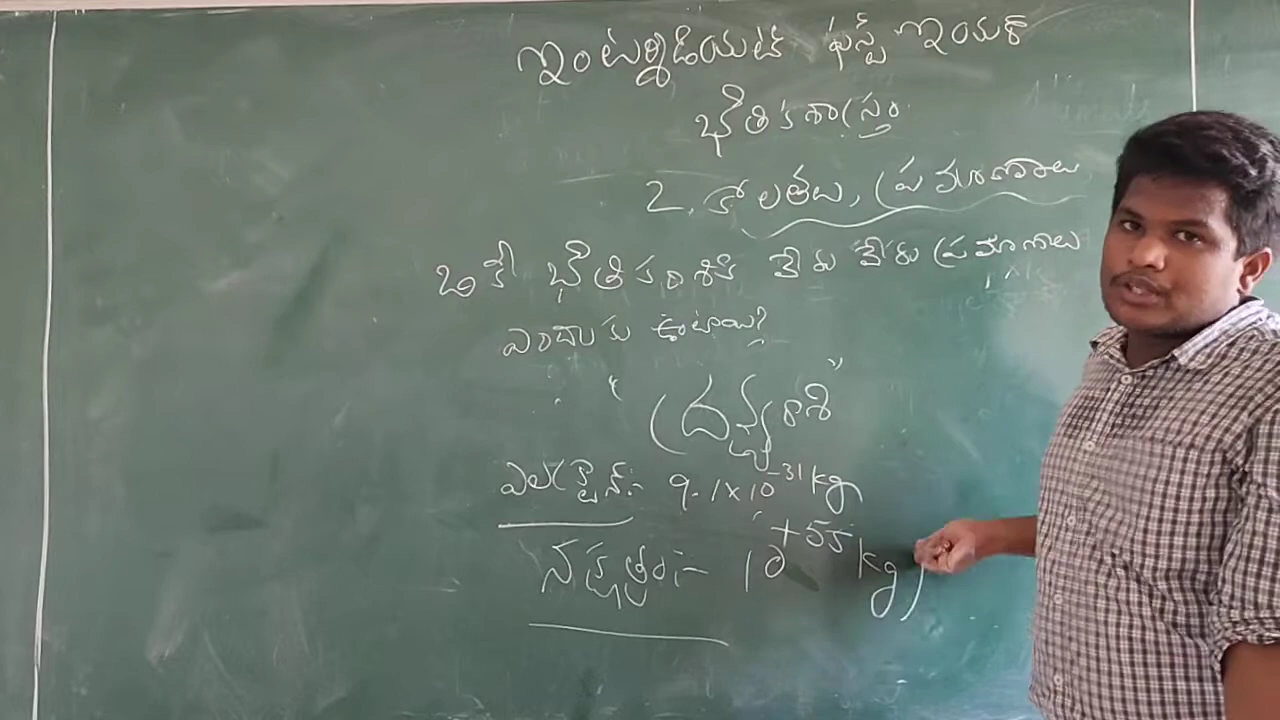 ఇంటర్మీడియట్ ఫస్ట్ ఇయర్
భౌతికశాస్త్రం
2. కోలతలు, ప్రమాణాలు
ఒకే భౌతికరాశికి వేరు వేరు ప్రమాణాలు
ఎందుకు ఉంటాయి?
"ద్రవ్యరాశి"
ఎలక్ట్రాన్:- 9.1×10^-31 kg
నక్షత్రం:- 10^+55 kg